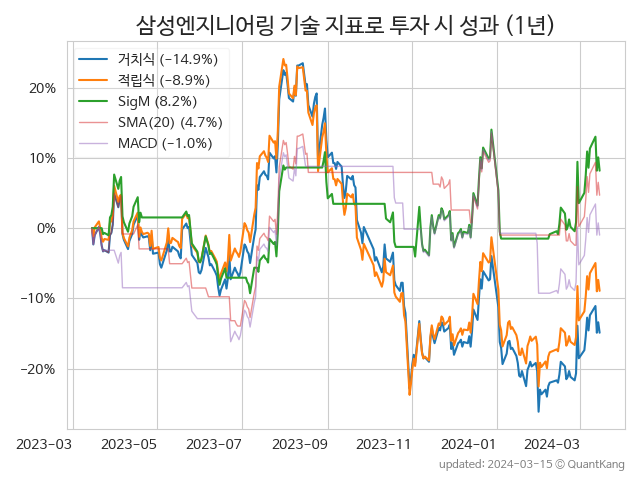 삼성엔지니어링 기술 지표로 투자 시 성과 (1년)
거치식 (−14.9%)
적립식 (−8.9%)
SigM (8.2%)
SMA(20) (4.7%)
MACD (−1.0%)
20%
10%
0%
−10%
−20%
2023-03 2023-05 2023-07 2023-09 2023-11 2024-01 2024-03
updated: 2024-03-15 © QuantKang